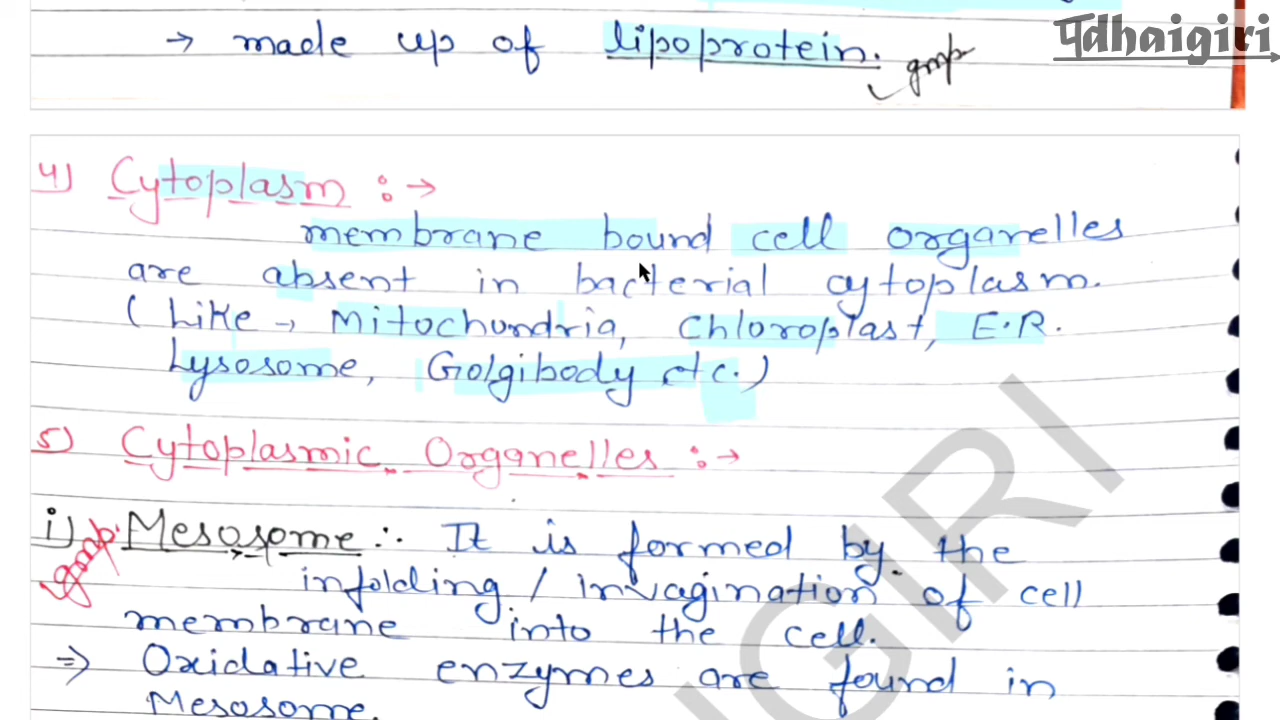 पdhaigiri
→ made up of lipoprotein.
imp
4) Cytoplasm :→
membrane bound cell organelles
are absent in bacterial cytoplasm.
(Like → Mitochondria, Chloroplast, E.R.
Lysosome, Golgibody etc.)
5) Cytoplasmic Organelles :→
imp.
i) Mesosome ∴ It is formed by the
infolding / invagination of cell
membrane into the cell.
⇒ Oxidative enzymes are found in
Mesosome.
GIRI